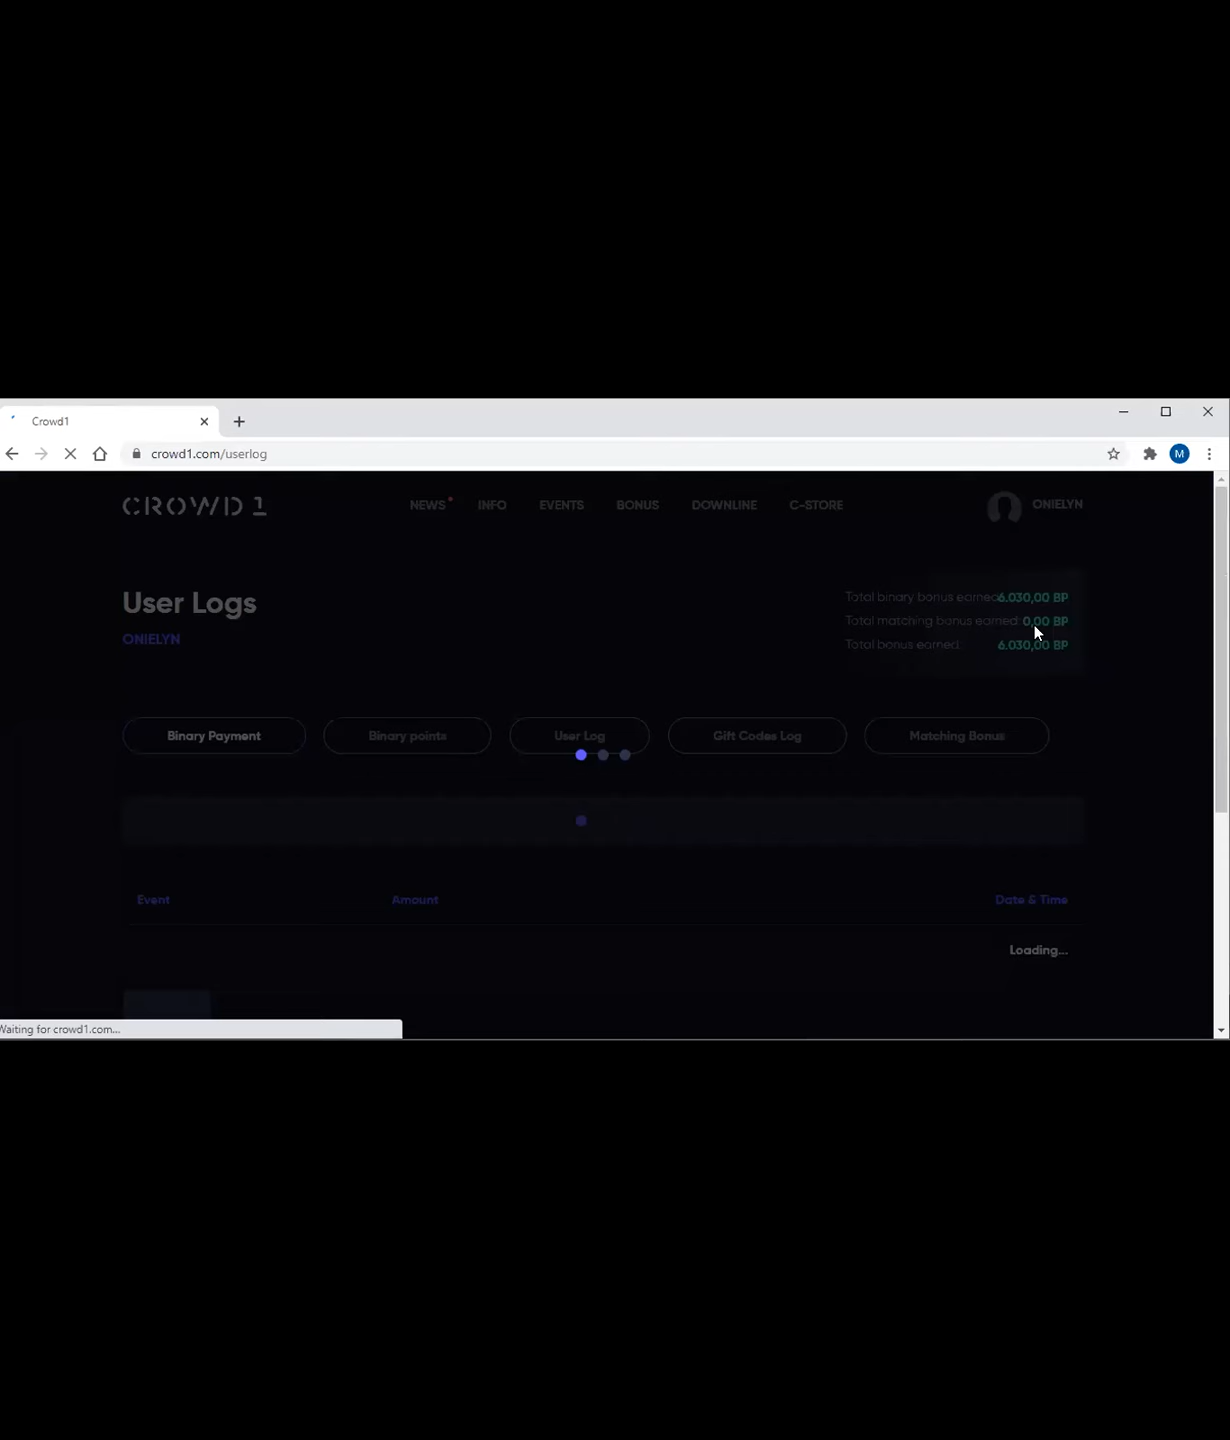 Crowd1
crowd1.com/userlog
M
CROWD 1
NEWS INFO EVENTS BONUS DOWNLINE C-STORE ONIELYN
User Logs
ONIELYN
Total binary bonus earned 6.030,00 BP
Total matching bonus earned: 0,00 BP
Total bonus earned: 6.030,00 BP
Binary Payment Binary points User Log Gift Codes Log Matching Bonus
Event Amount Date & Time
Loading...
Waiting for crowd1.com...